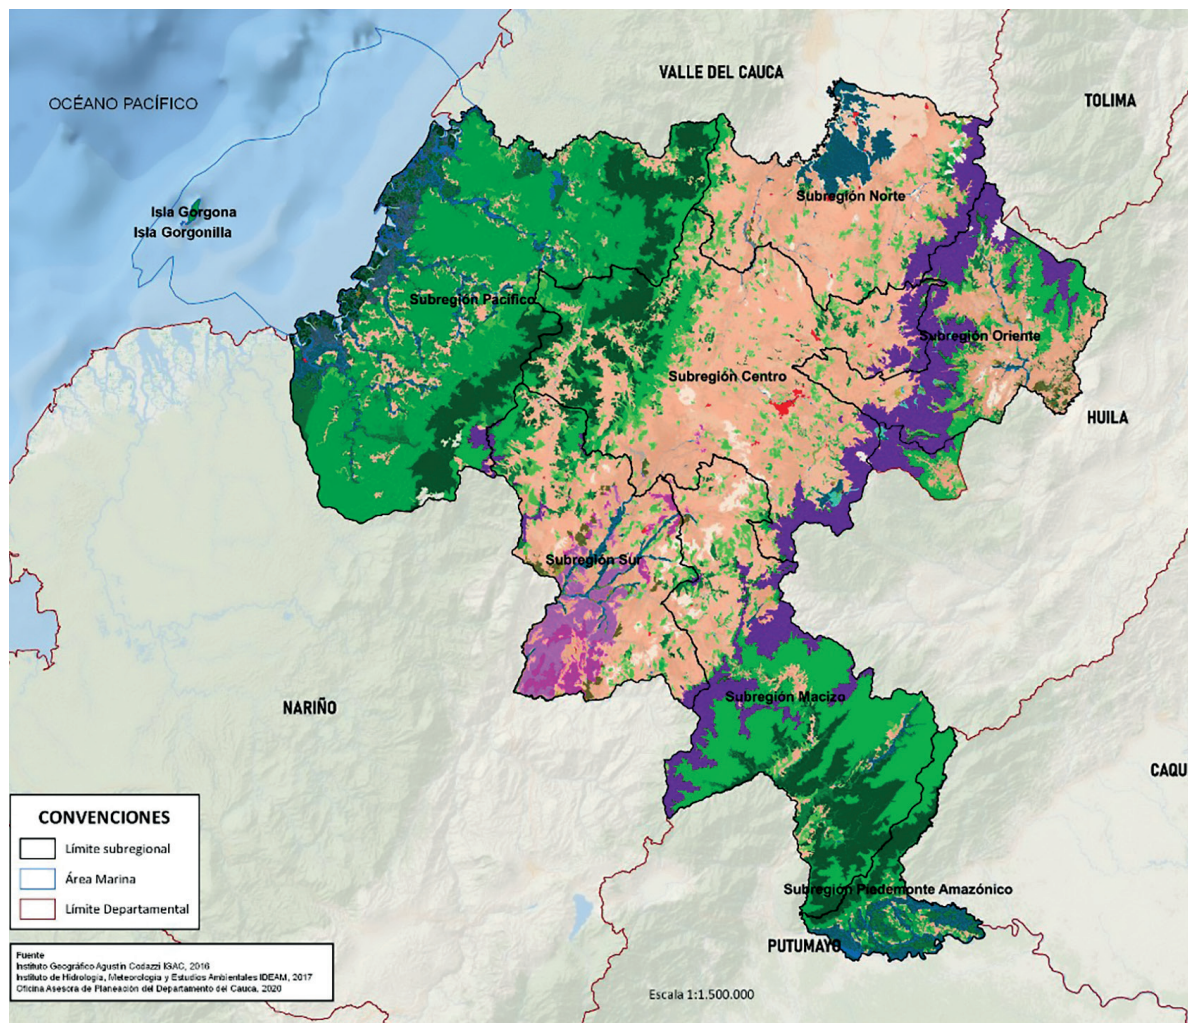 VALLE DEL CAUCA
OCÉANO PACÍFICO
TOLIMA
Subregión Norte
Isla Gorgona
Isla Gorgonilla
Subregión Pacífico
Subregión Oriente
Subregión Centro
HUILA
Subregión Sur
Subregión Macizo
NARIÑO
CAQU
CONVENCIONES
Límite subregional
Área Marina
Límite Departamental
Subregión Piedemonte Amazónico
PUTUMAYO
Fuente
Instituto Geográfico Agustín Codazzi IGAC, 2016
Instituto de Hidrología, Meteorología y Estudios Ambientales IDEAM, 2017
Oficina Asesora de Planeación del Departamento del Cauca, 2020
Escala 1:1.500.000